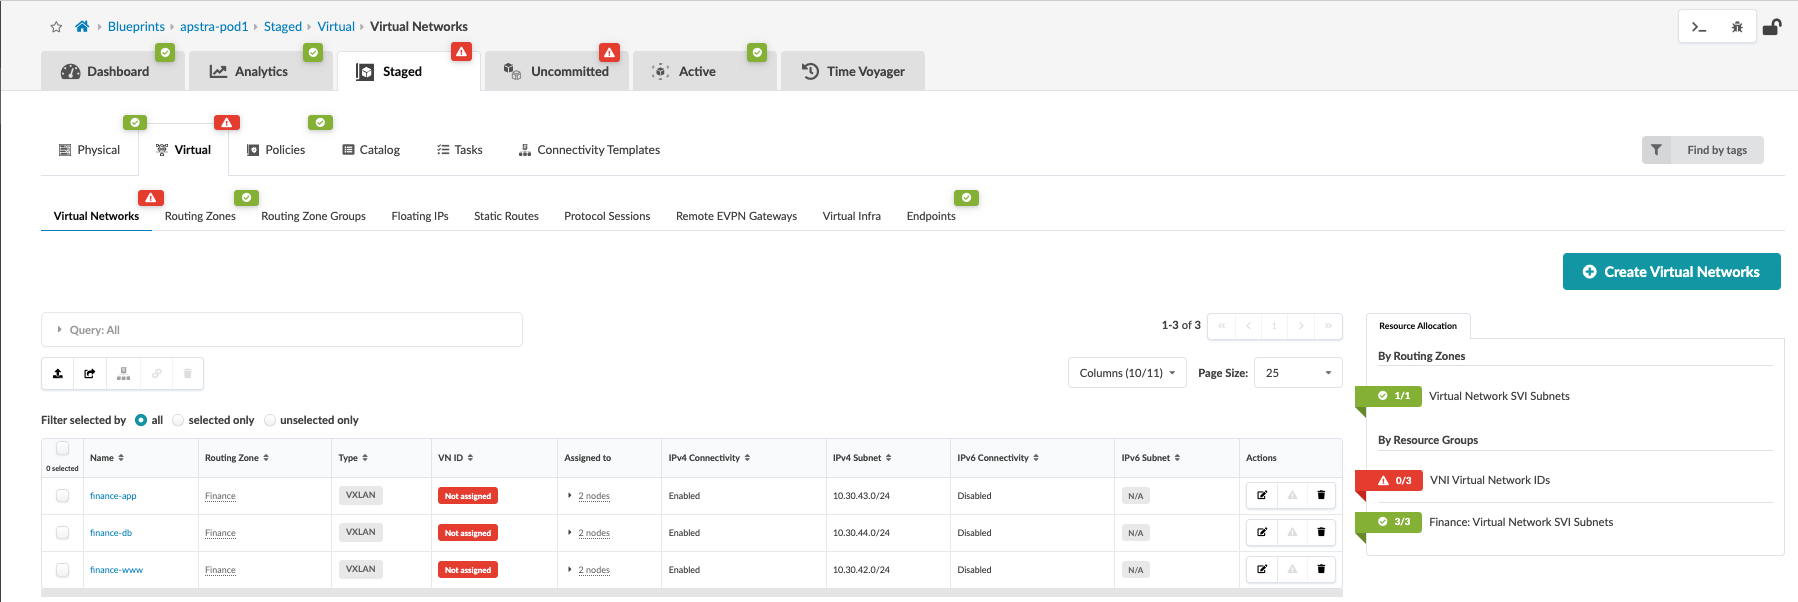 Blueprints › apstra-pod1 › Staged › Virtual › Virtual Networks
Dashboard Analytics Staged Uncommitted Active Time Voyager
Physical Virtual Policies Catalog Tasks Connectivity Templates Find by tags
Virtual Networks Routing Zones Routing Zone Groups Floating IPs Static Routes Protocol Sessions Remote EVPN Gateways Virtual Infra Endpoints
Create Virtual Networks
Query: All 1-3 of 3 « < 1 > » Resource Allocation
By Routing Zones
Columns (10/11) Page Size: 25
1/1 Virtual Network SVI Subnets
Filter selected by all selected only unselected only
By Resource Groups
0 selected Name Routing Zone Type VN ID Assigned to IPv4 Connectivity IPv4 Subnet IPv6 Connectivity IPv6 Subnet Actions
0/3 VNI Virtual Network IDs
finance-app Finance VXLAN Not assigned 2 nodes Enabled 10.30.43.0/24 Disabled N/A
3/3 Finance: Virtual Network SVI Subnets
finance-db Finance VXLAN Not assigned 2 nodes Enabled 10.30.44.0/24 Disabled N/A
finance-www Finance VXLAN Not assigned 2 nodes Enabled 10.30.42.0/24 Disabled N/A